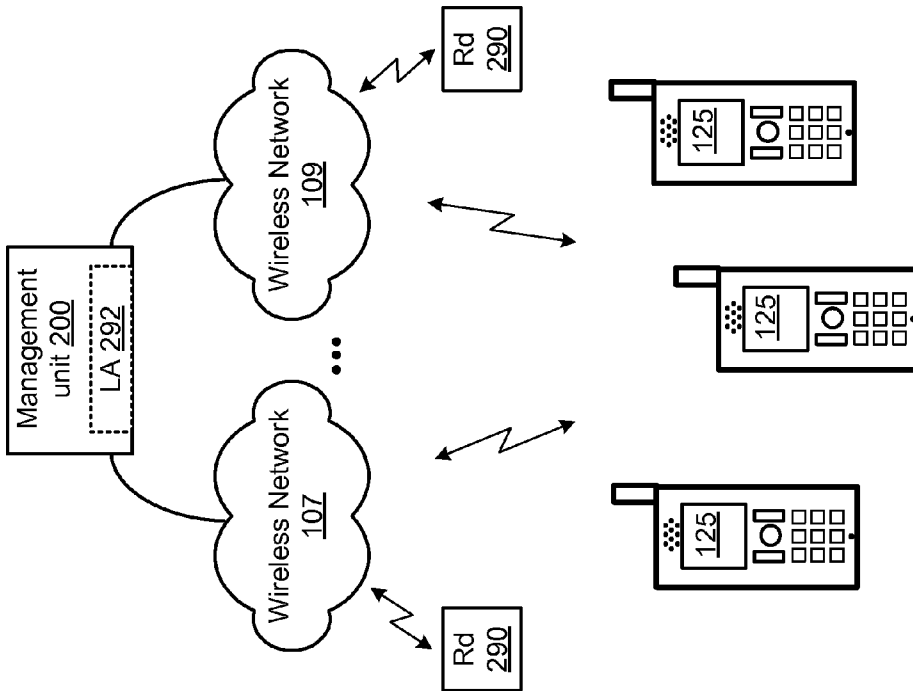 Management
unit 200
LA 292
Wireless Network
107
Wireless Network
109
Rd
290
Rd
290
125
125
125